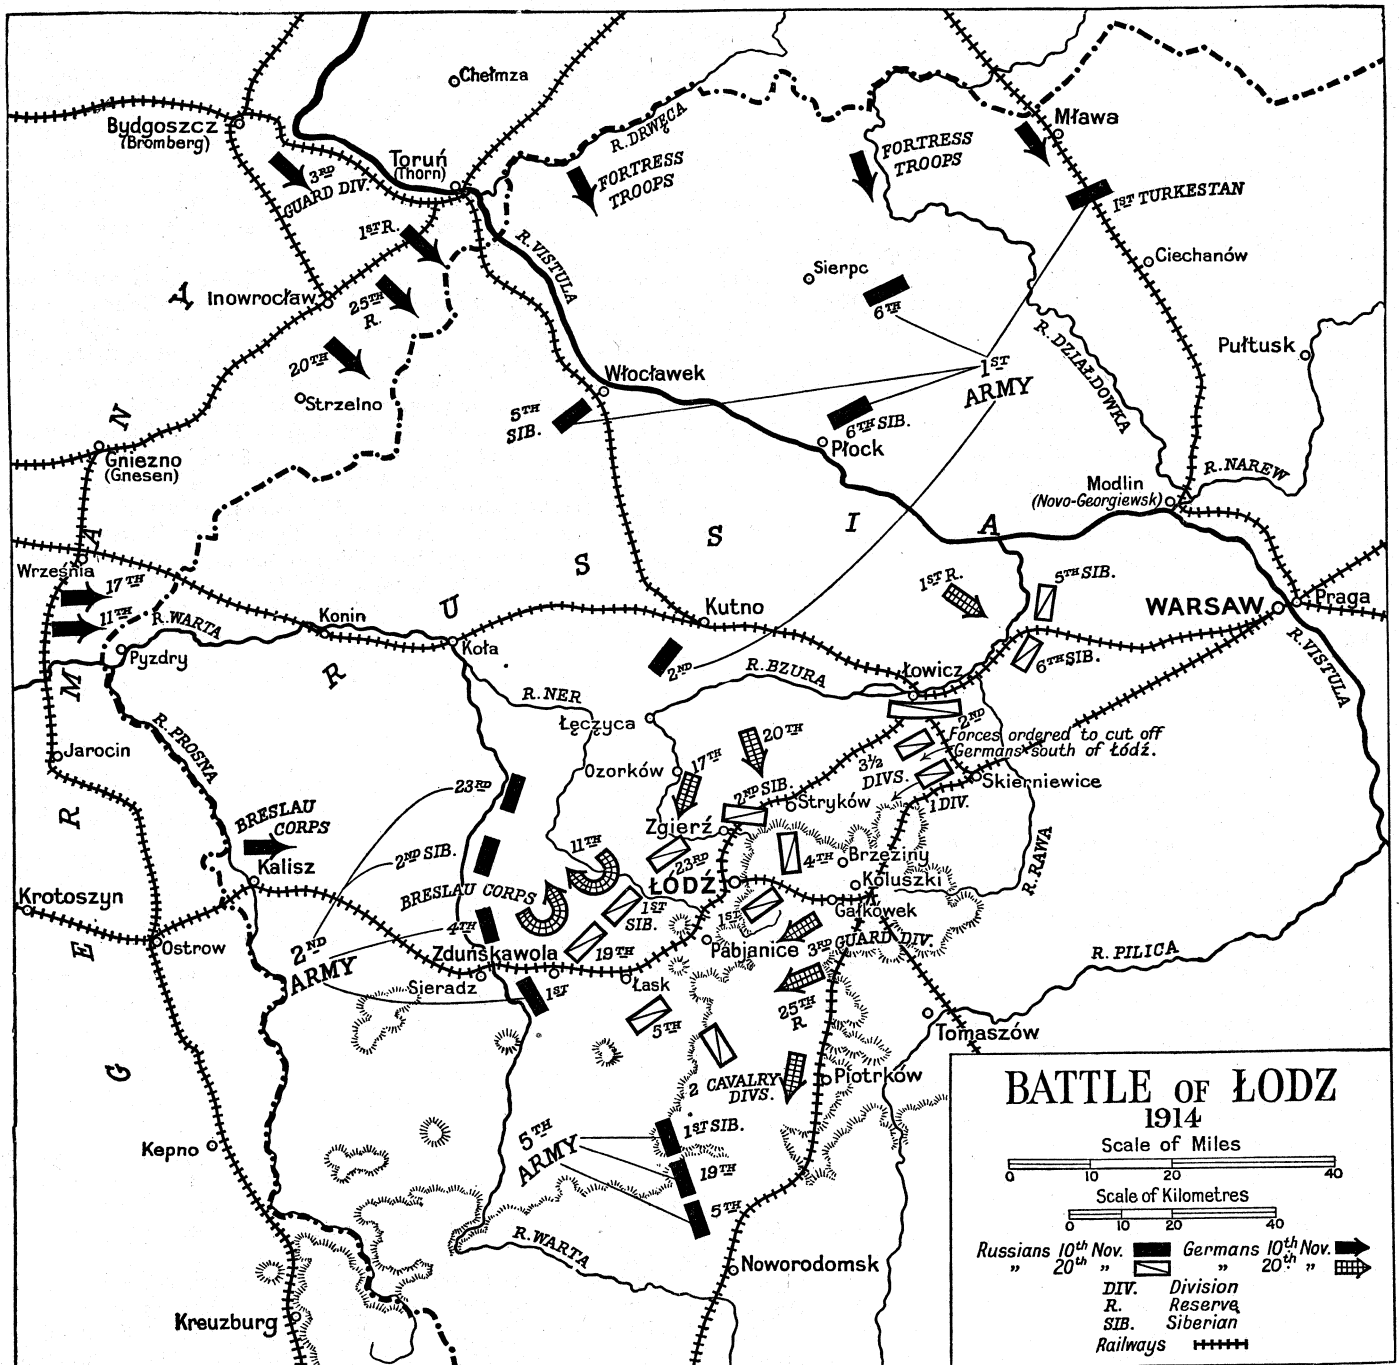 Chełmza
Bydgoszcz
(Bromberg)
Toruń
(Thorn)
R. DRWĘCA
Mława
3RD
GUARD DIV.
FORTRESS
TROOPS
FORTRESS
TROOPS
1ST TURKESTAN
1ST R.
R. VISTULA
Ciechanów
Sierpc
Inowrocław
25TH
R.
6TH
R. DZIAŁDOWKA
Pułtusk
20TH
1ST
ARMY
Włocławek
Strzelno
5TH
SIB.
6TH SIB.
Płock
Gniezno
(Gnesen)
R. NAREW
Modlin
(Novo-Georgiewsk)
GERMANY
RUSSIA
Września
17TH
11TH
R. WARTA
Pyzdry
Konin
Koła
Kutno
1ST R.
5TH SIB.
WARSAW
Praga
R. VISTULA
6TH SIB.
2ND
R. BZURA
Łowicz
R. NER
Łęczyca
R. PROSNA
Jarocin
2ND
Forces ordered to cut off
Germans south of Łódź.
20TH
17TH
Ozorków
3½
DIVS.
Skierniewice
1 DIV.
23RD
2ND SIB.
Stryków
Zgierź
BRESLAU
CORPS
2ND SIB.
11TH
23RD
4TH
Brzeziny
Kalisz
Koluszki
R. RAWA
Krotoszyn
BRESLAU CORPS
ŁÓDŹ
1ST
SIB.
1ST
Gałkówek
Ostrow
2ND
ARMY
4TH
Zduńskawola
19TH
Pabjanice
3RD GUARD DIV.
R. PILICA
Sieradz
1ST
Łask
25TH
R.
5TH
Tomaszów
2 CAVALRY
DIVS.
Piotrków
Kepno
5TH
ARMY
1ST SIB.
19TH
5TH
R. WARTA
Noworodomsk
Kreuzburg
BATTLE OF ŁODZ
1914
Scale of Miles
0 10 20 40
Scale of Kilometres
0 10 20 40
Russians 10th Nov. Germans 10th Nov.
" 20th " " 20th "
DIV. Division
R. Reserve
SIB. Siberian
Railways